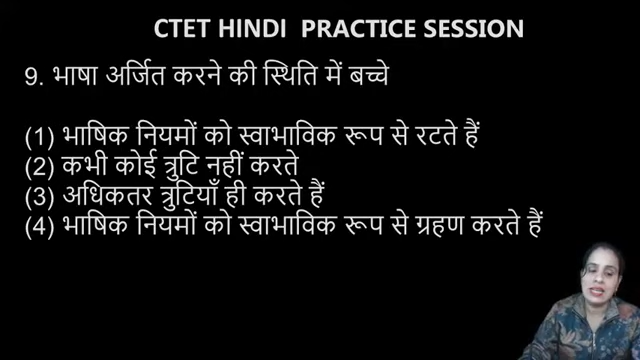 CTET HINDI PRACTICE SESSION
9. भाषा अर्जित करने की स्थिति में बच्चे
(1) भाषिक नियमों को स्वाभाविक रूप से रटते हैं
(2) कभी कोई त्रुटि नहीं करते
(3) अधिकतर त्रुटियाँ ही करते हैं
(4) भाषिक नियमों को स्वाभाविक रूप से ग्रहण करते हैं